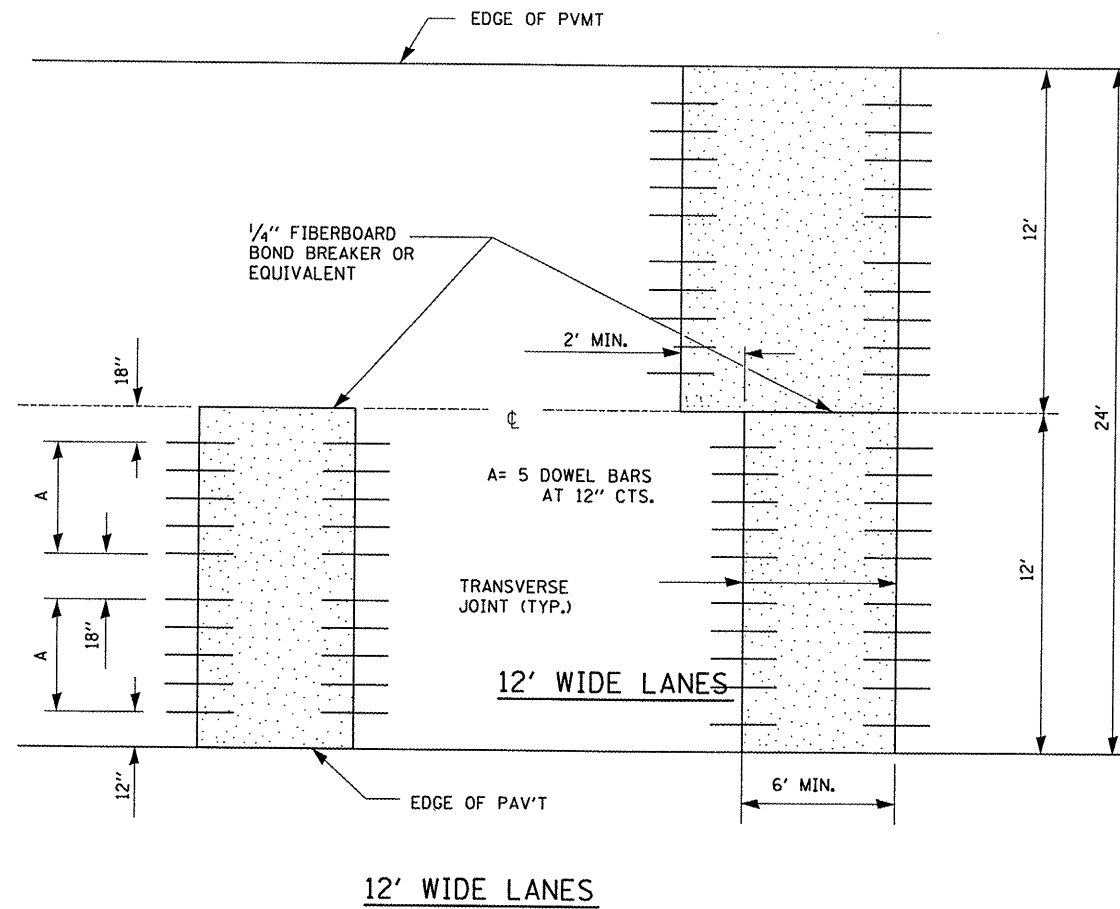 EDGE OF PVMT
1/4" FIBERBOARD
BOND BREAKER OR
EQUIVALENT
12'
2' MIN.
18"
℄
24'
A= 5 DOWEL BARS
AT 12" CTS.
A
TRANSVERSE
JOINT (TYP.)
12'
A
18"
12' WIDE LANES
12"
6' MIN.
EDGE OF PAV'T
12' WIDE LANES